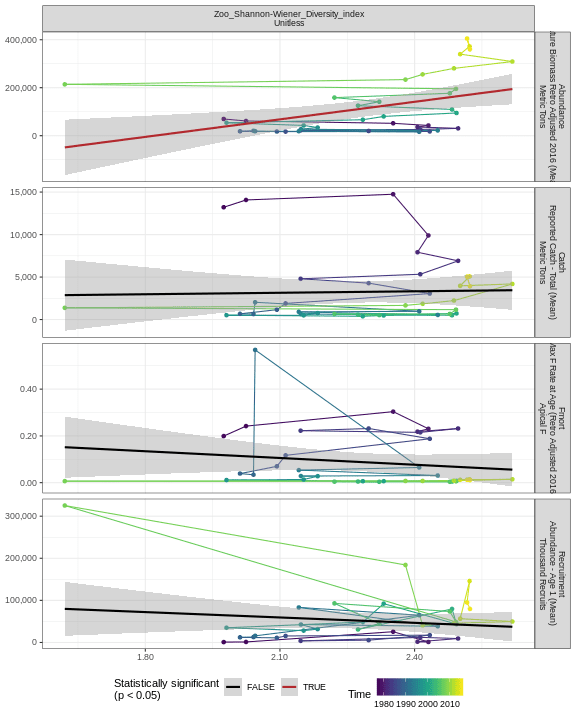 Zoo_Shannon-Wiener_Diversity_index
Unitless
400,000
200,000
0
Abundance
Biomass Retro Adjusted 2016
Metric Tons
15,000
10,000
5,000
0
Catch
Reported Catch - Total (Mean)
Metric Tons
0.40
0.20
0.00
Fmort
F Rate at Age (Retro Adjusted 2016
Apical F
300,000
200,000
100,000
0
Recruitment
Abundance - Age 1 (Mean)
Thousand Recruits
1.80
2.10
2.40
Statistically significant
(p < 0.05)
FALSE
TRUE
Time
1980 1990 2000 2010